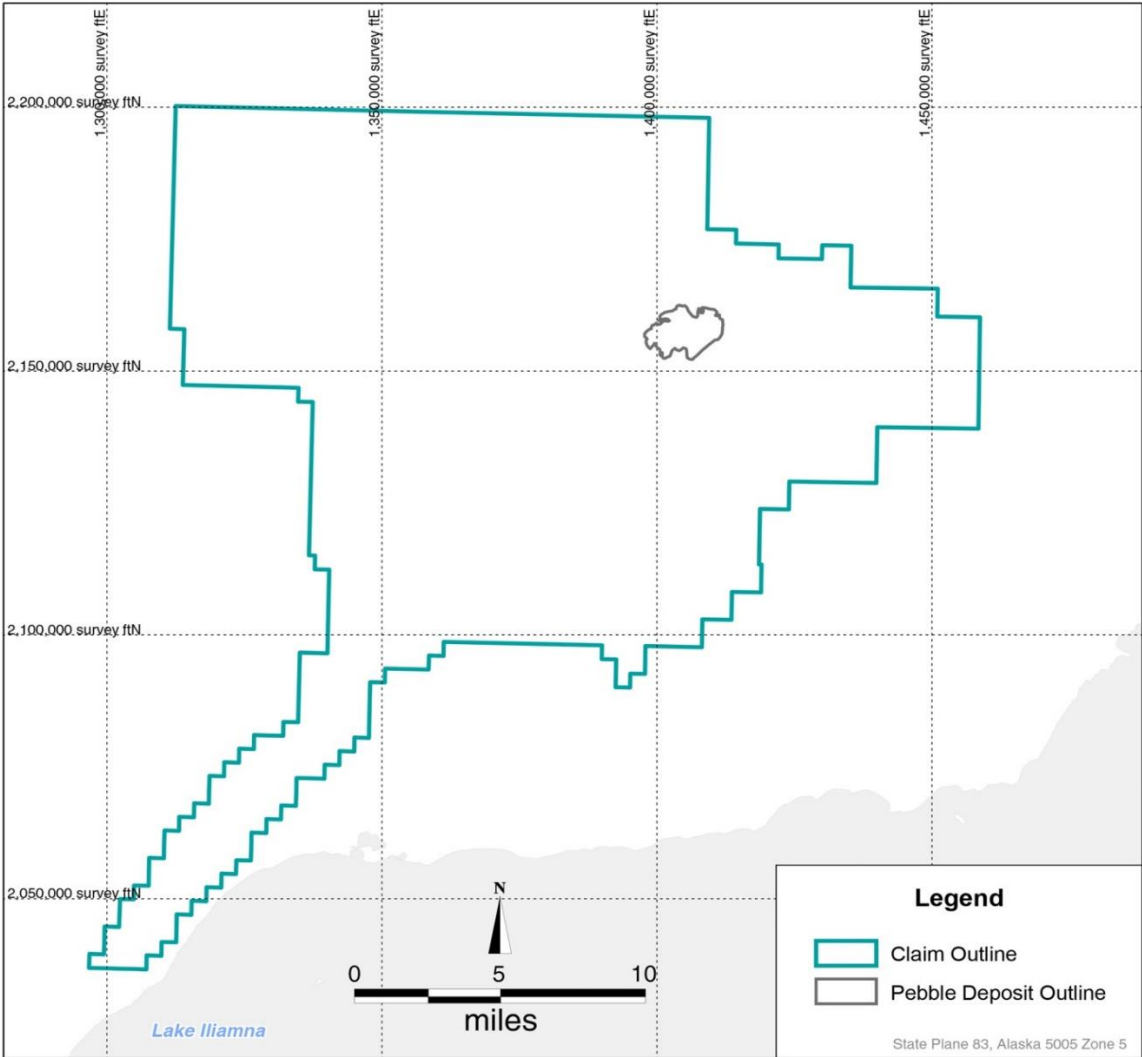 1,300,000 survey ftE
1,350,000 survey ftE
1,400,000 survey ftE
1,450,000 survey ftE
2,200,000 survey ftN
2,150,000 survey ftN
2,100,000 survey ftN
2,050,000 survey ftN
N
0 5 10
miles
Lake Iliamna
Legend
Claim Outline
Pebble Deposit Outline
State Plane 83, Alaska 5005 Zone 5